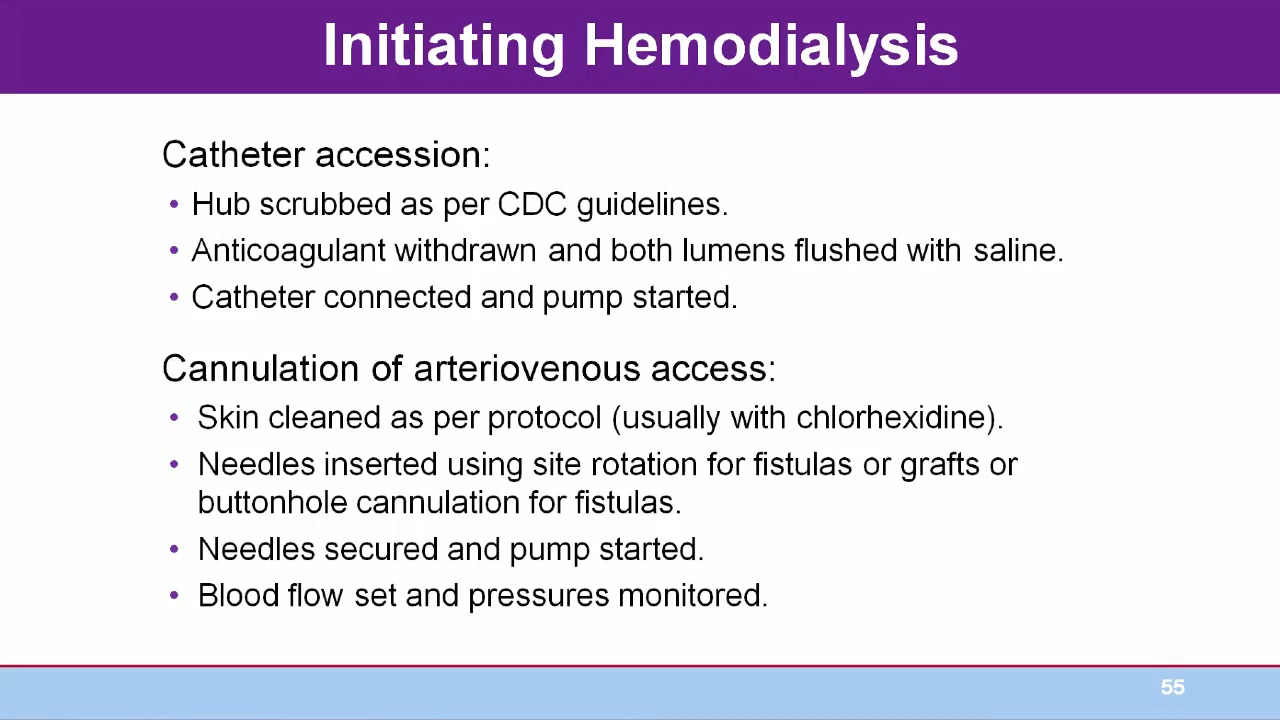 Initiating Hemodialysis
Catheter accession:
• Hub scrubbed as per CDC guidelines.
• Anticoagulant withdrawn and both lumens flushed with saline.
• Catheter connected and pump started.
Cannulation of arteriovenous access:
• Skin cleaned as per protocol (usually with chlorhexidine).
• Needles inserted using site rotation for fistulas or grafts or
buttonhole cannulation for fistulas.
• Needles secured and pump started.
• Blood flow set and pressures monitored.
55